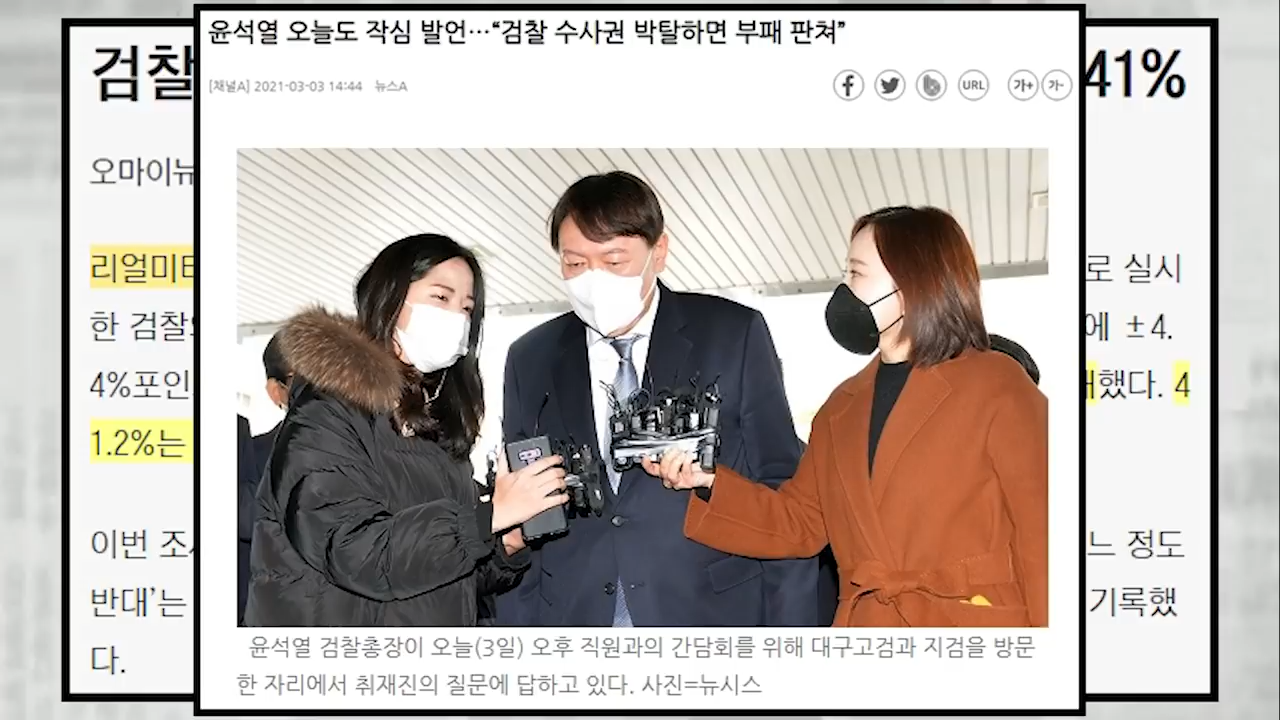 윤석열 오늘도 작심 발언…“검찰 수사권 박탈하면 부패 판쳐”
[채널A] 2021-03-03 14:44 뉴스A
URL 가+ 가-
윤석열 검찰총장이 오늘(3일) 오후 직원과의 간담회를 위해 대구고검과 지검을 방문
한 자리에서 취재진의 질문에 답하고 있다. 사진=뉴시스
검찰 41%
오마이뉴
리얼미터 로 실시
한 검찰 에 ±4.
4%포인 했다. 4
1.2%는
이번 조사 느 정도
반대’는 기록했
다.